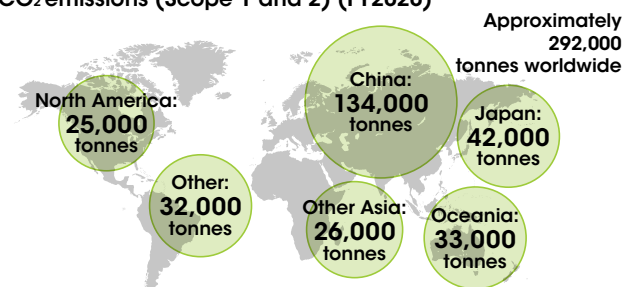 CO₂ emissions (Scope 1 and 2) (FY2020)
Approximately
292,000
tonnes worldwide
North America:
25,000
tonnes
China:
134,000
tonnes
Japan:
42,000
tonnes
Other:
32,000
tonnes
Other Asia:
26,000
tonnes
Oceania:
33,000
tonnes